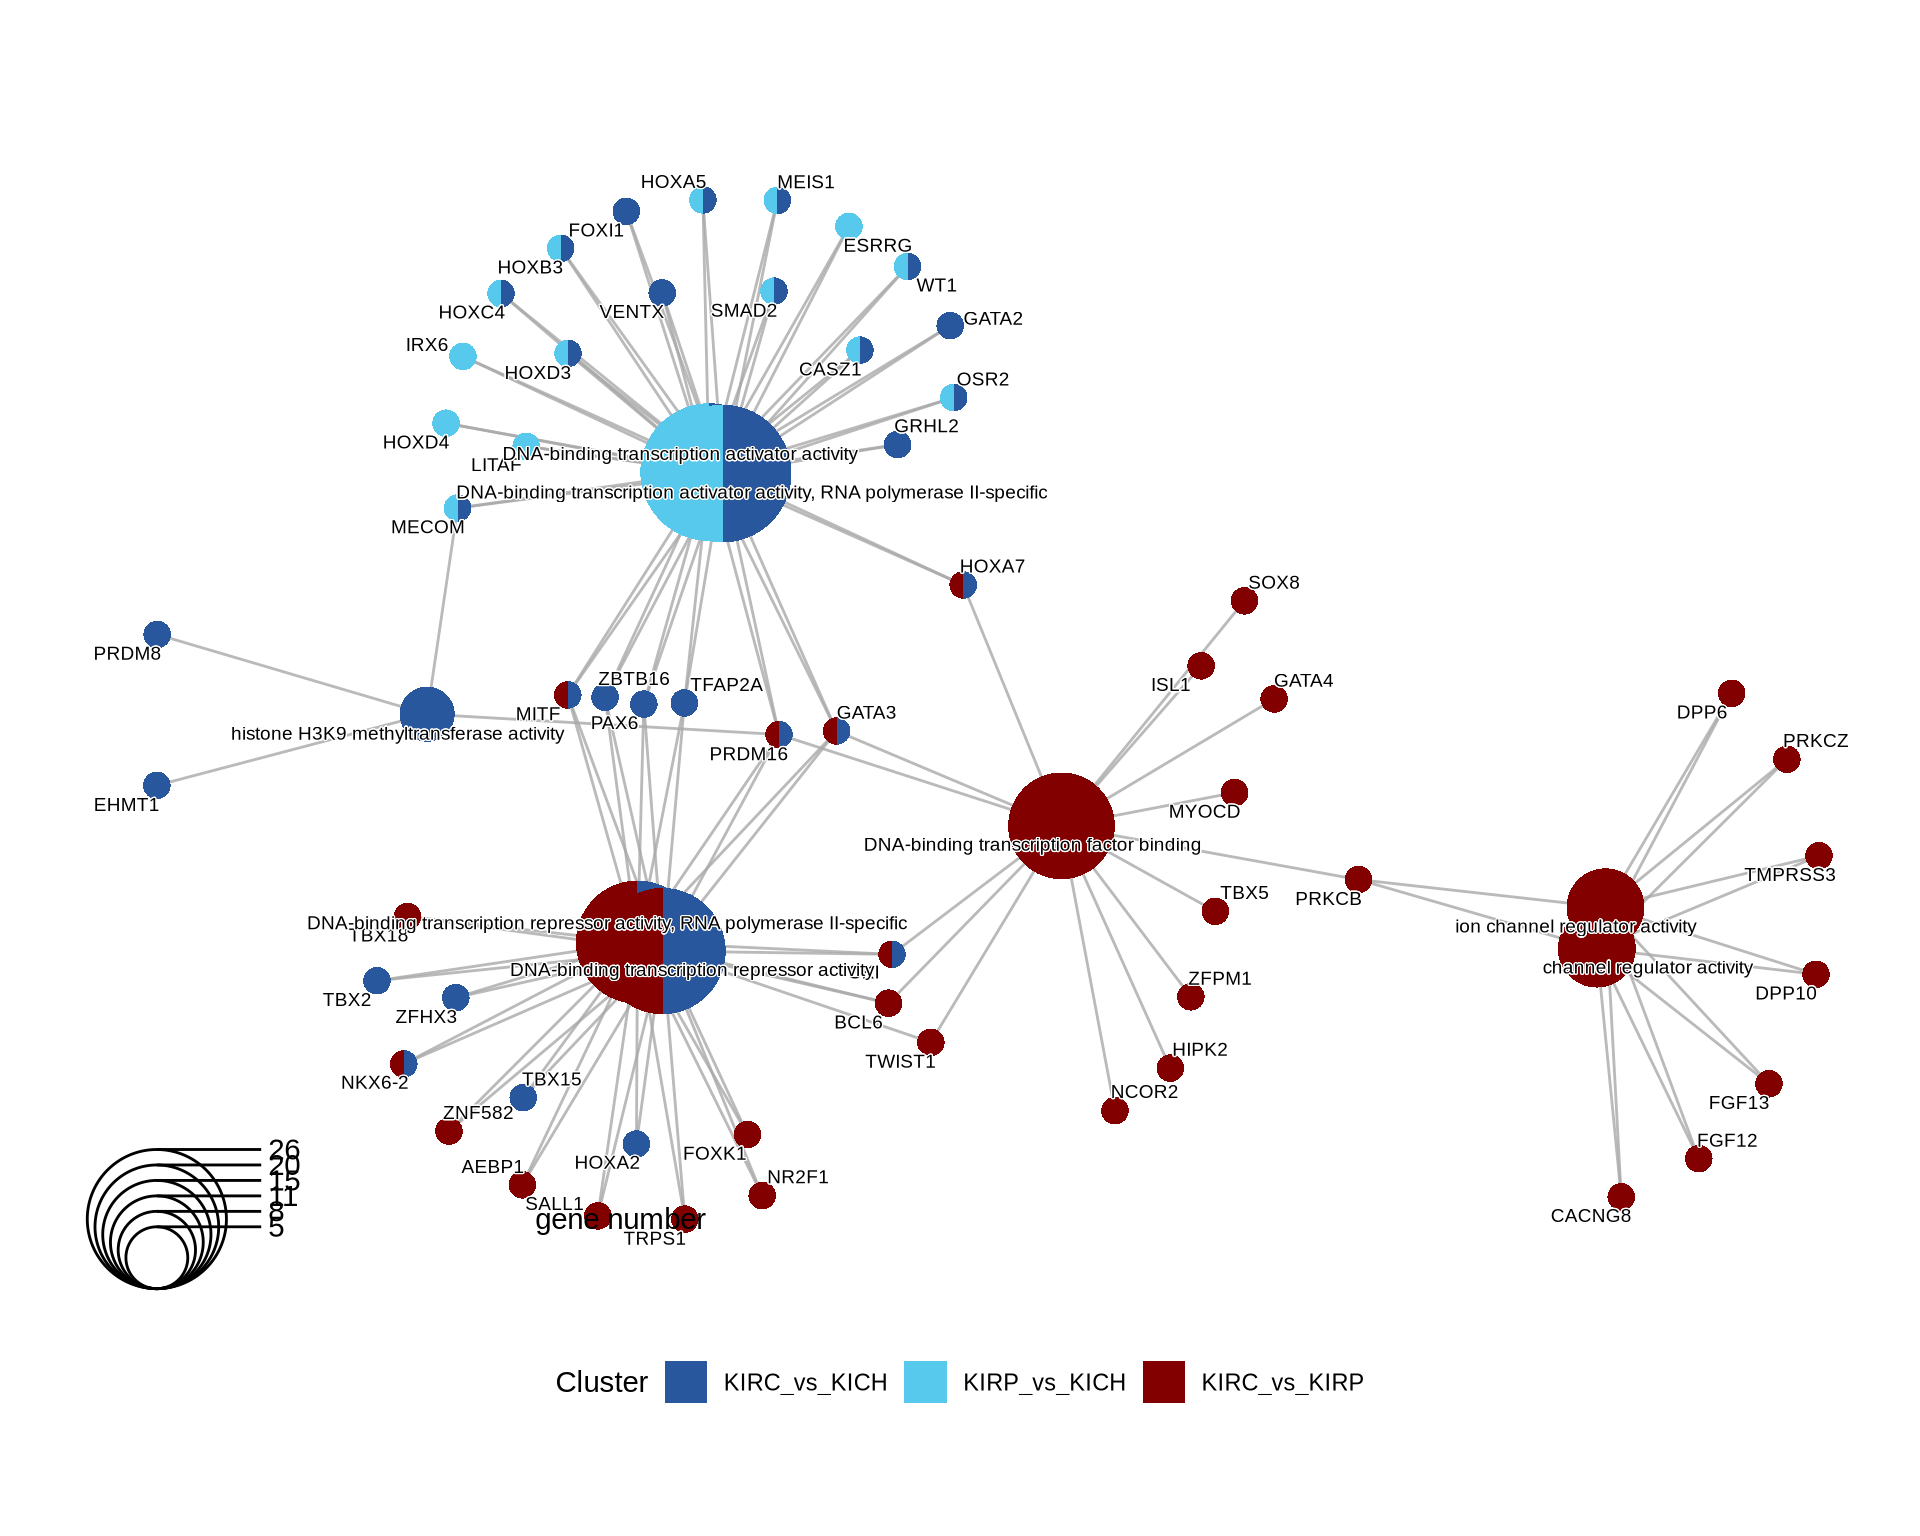 HOXA5
MEIS1
FOXI1
ESRRG
HOXB3
WT1
HOXC4
VENTX
SMAD2
GATA2
IRX6
HOXD3
CASZ1
OSR2
HOXD4
GRHL2
LITAF
DNA-binding transcription activator activity
DNA-binding transcription activator activity, RNA polymerase II-specific
MECOM
HOXA7
SOX8
PRDM8
ZBTB16
TFAP2A
ISL1
GATA4
MITF
PAX6
GATA3
DPP6
histone H3K9 methyltransferase activity
PRDM16
PRKCZ
EHMT1
MYOCD
DNA-binding transcription factor binding
TMPRSS3
PRKCB
TBX5
DNA-binding transcription repressor activity, RNA polymerase II-specific
TBX18
ion channel regulator activity
DNA-binding transcription repressor activity
channel regulator activity
TBX2
ZFHX3
ZFPM1
DPP10
BCL6
TWIST1
HIPK2
NKX6-2
TBX15
ZNF582
NCOR2
FGF13
FOXK1
HOXA2
AEBP1
NR2F1
FGF12
SALL1
TRPS1
CACNG8
gene number
26
20
15
11
8
5
Cluster
KIRC_vs_KICH
KIRP_vs_KICH
KIRC_vs_KIRP